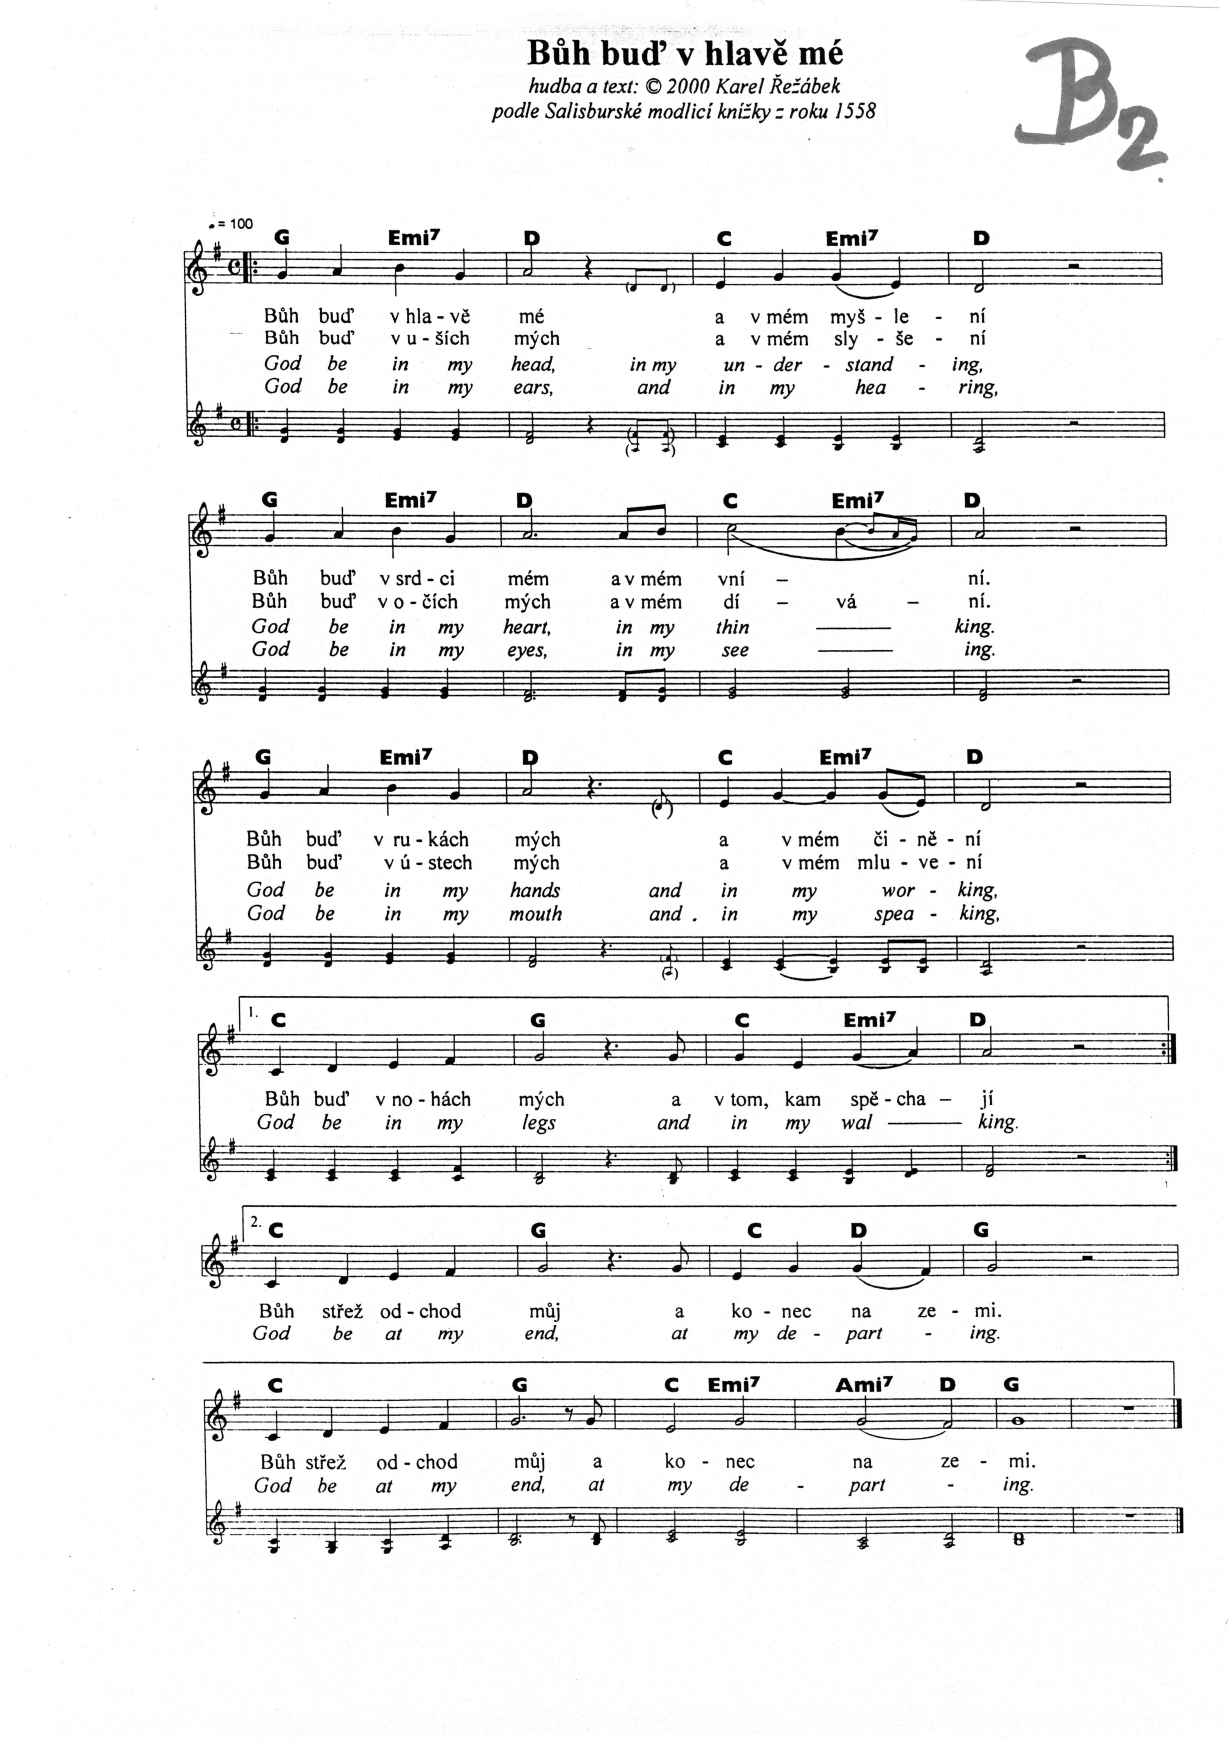 Bůh buď v hlavě mé
hudba a text: © 2000 Karel Řežábek
podle Salisburské modlicí knížky z roku 1558
B2
♩= 100
G Emi7 D C Emi7 D
Bůh buď v hla - vě mé a v mém myš - le - ní
Bůh buď v u - ších mých a v mém sly - še - ní
God be in my head, in my un - der - stand - ing,
God be in my ears, and in my hea - ring,
G Emi7 D C Emi7 D
Bůh buď v srd - ci mém a v mém vní – ní.
Bůh buď v o - čích mých a v mém dí – vá – ní.
God be in my heart, in my thin —— king.
God be in my eyes, in my see —— ing.
G Emi7 D C Emi7 D
Bůh buď v ru - kách mých a v mém či - ně - ní
Bůh buď v ú - stech mých a v mém mlu - ve - ní
God be in my hands and in my wor - king,
God be in my mouth and in my spea - king,
1. C G C Emi7 D
Bůh buď v no - hách mých a v tom, kam spě - cha – jí
God be in my legs and in my wal —— king.
2. C G C D G
Bůh střež od - chod můj a ko - nec na ze - mi.
God be at my end, at my de - part - ing.
C G C Emi7 Ami7 D G
Bůh střež od - chod můj a ko - nec na ze - mi.
God be at my end, at my de - part - ing.